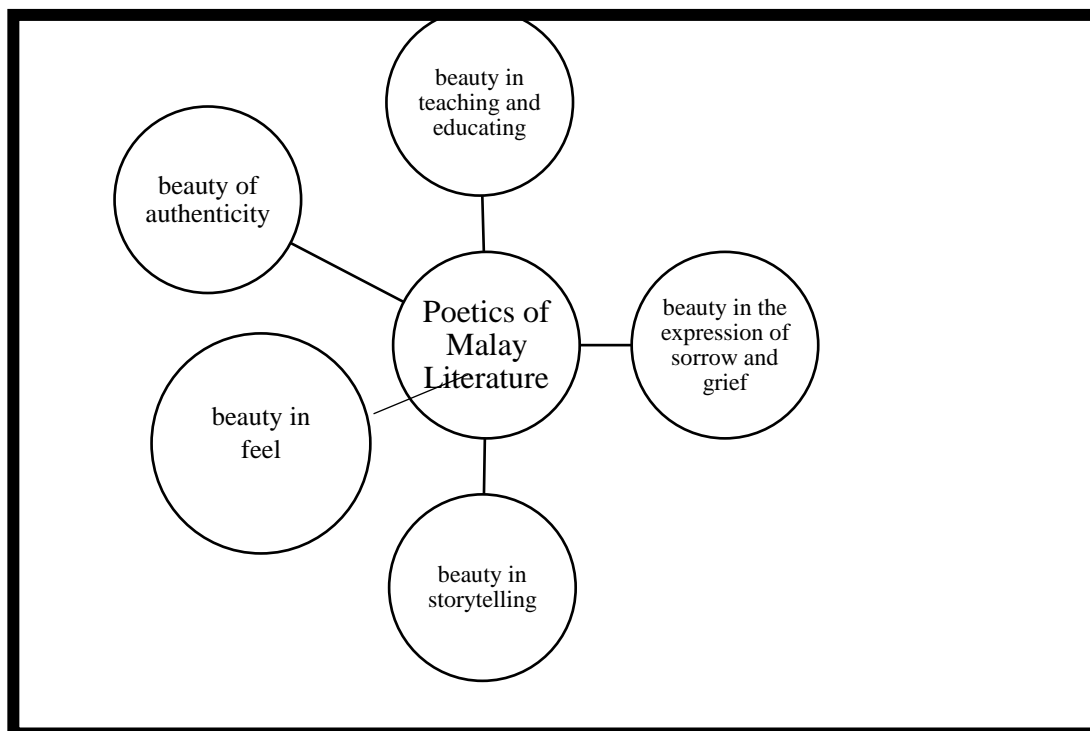 beauty in
teaching and
educating
beauty of
authenticity
Poetics of
Malay
Literature
beauty in the
expression of
sorrow and
grief
beauty in
feel
beauty in
storytelling